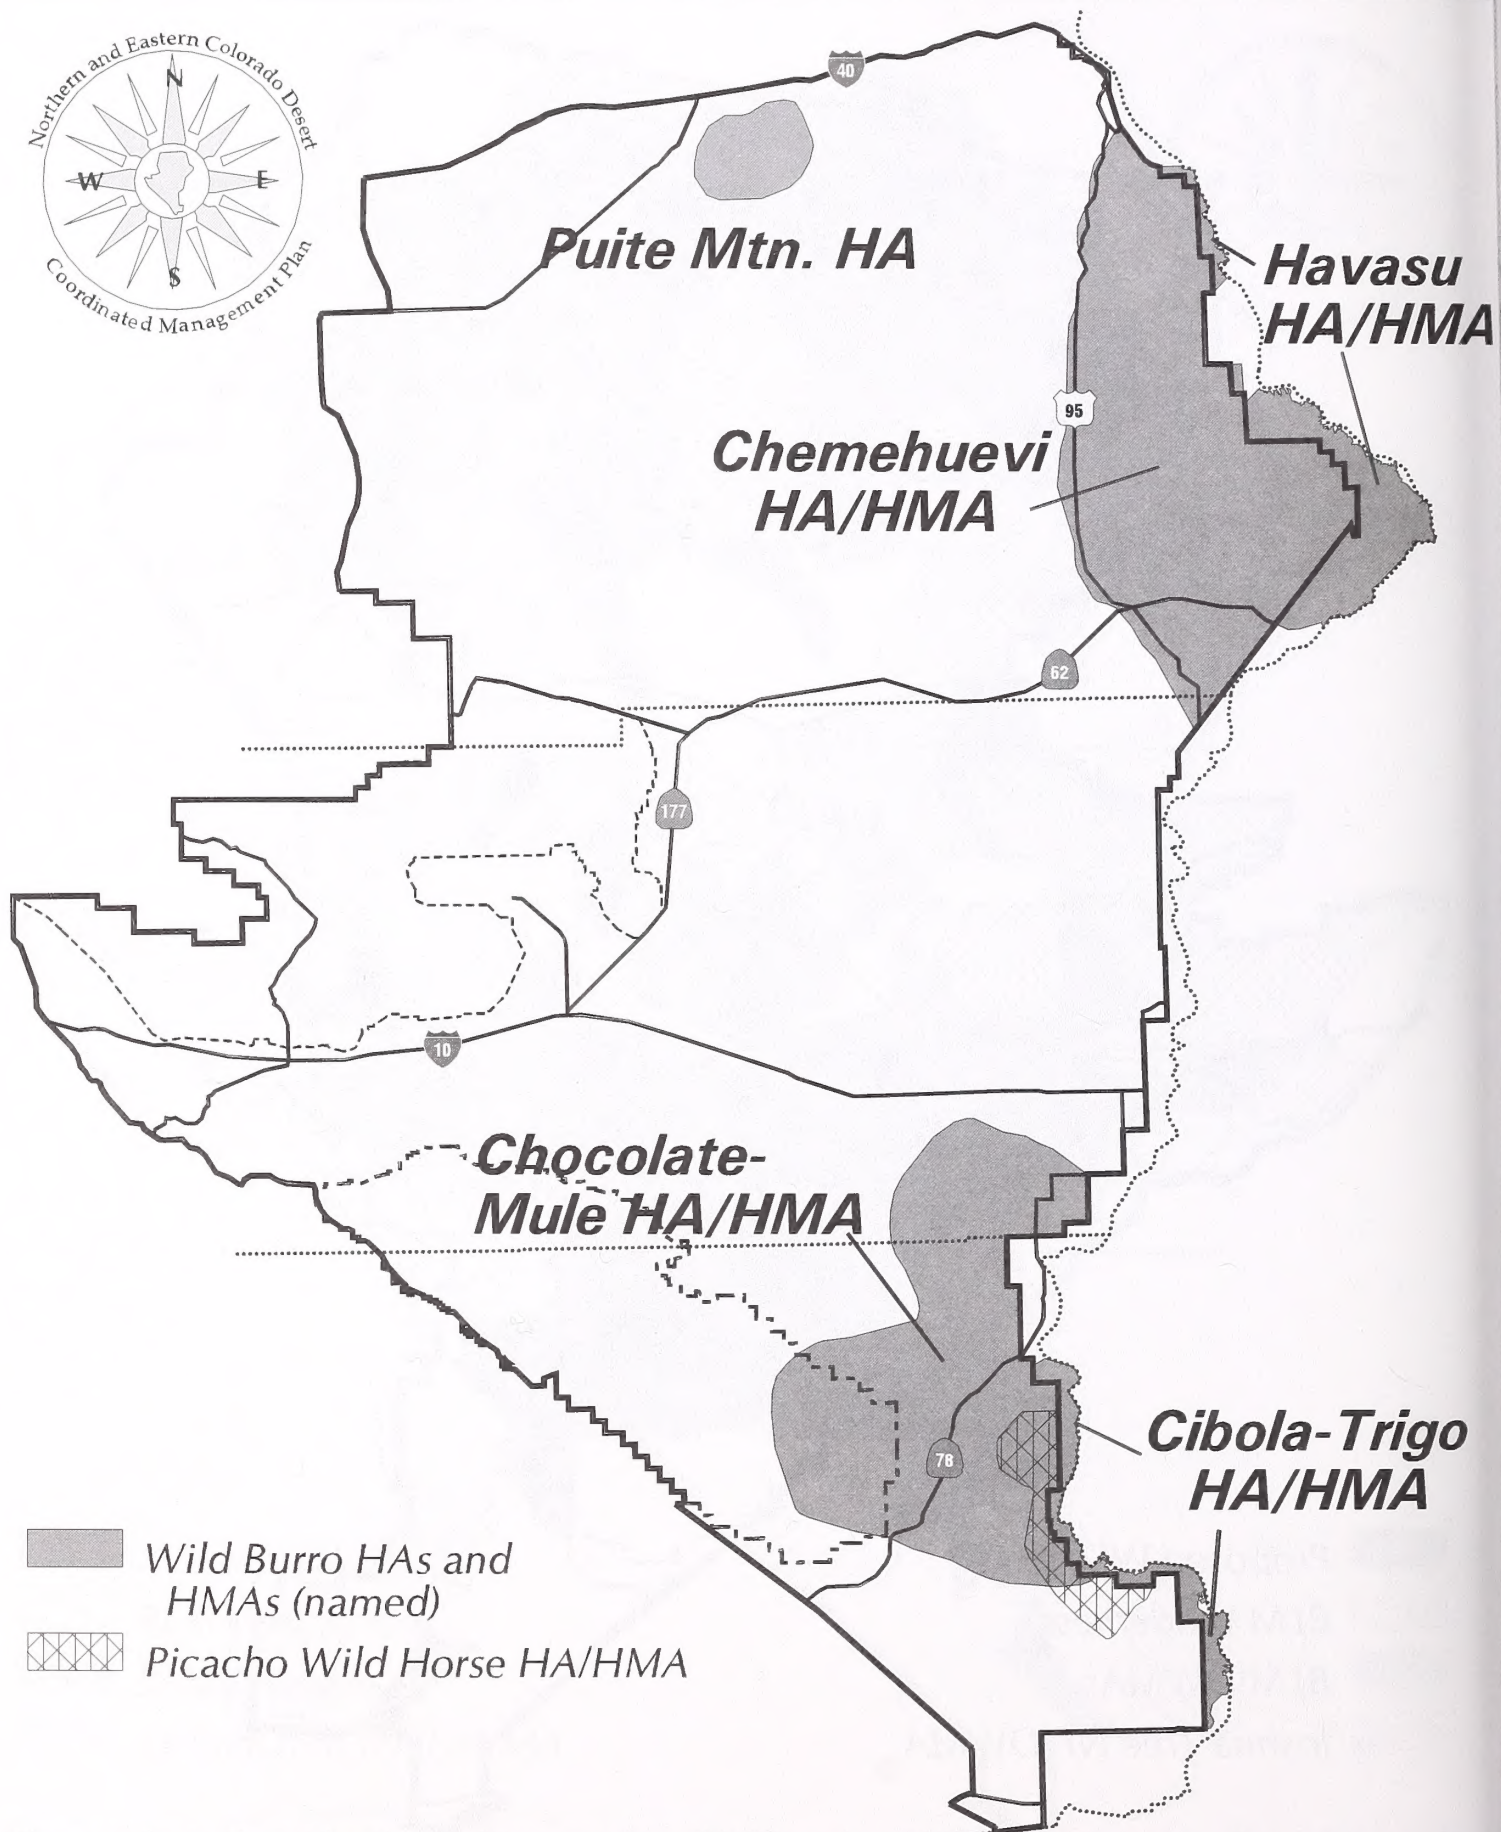 Northern and Eastern Colorado Desert
N
W
E
S
Coordinated Management Plan
40
Puite Mtn. HA
Havasu
HA/HMA
95
Chemehuevi
HA/HMA
62
177
10
Chocolate-
Mule HA/HMA
Cibola-Trigo
HA/HMA
78
Wild Burro HAs and
HMAs (named)
Picacho Wild Horse HA/HMA